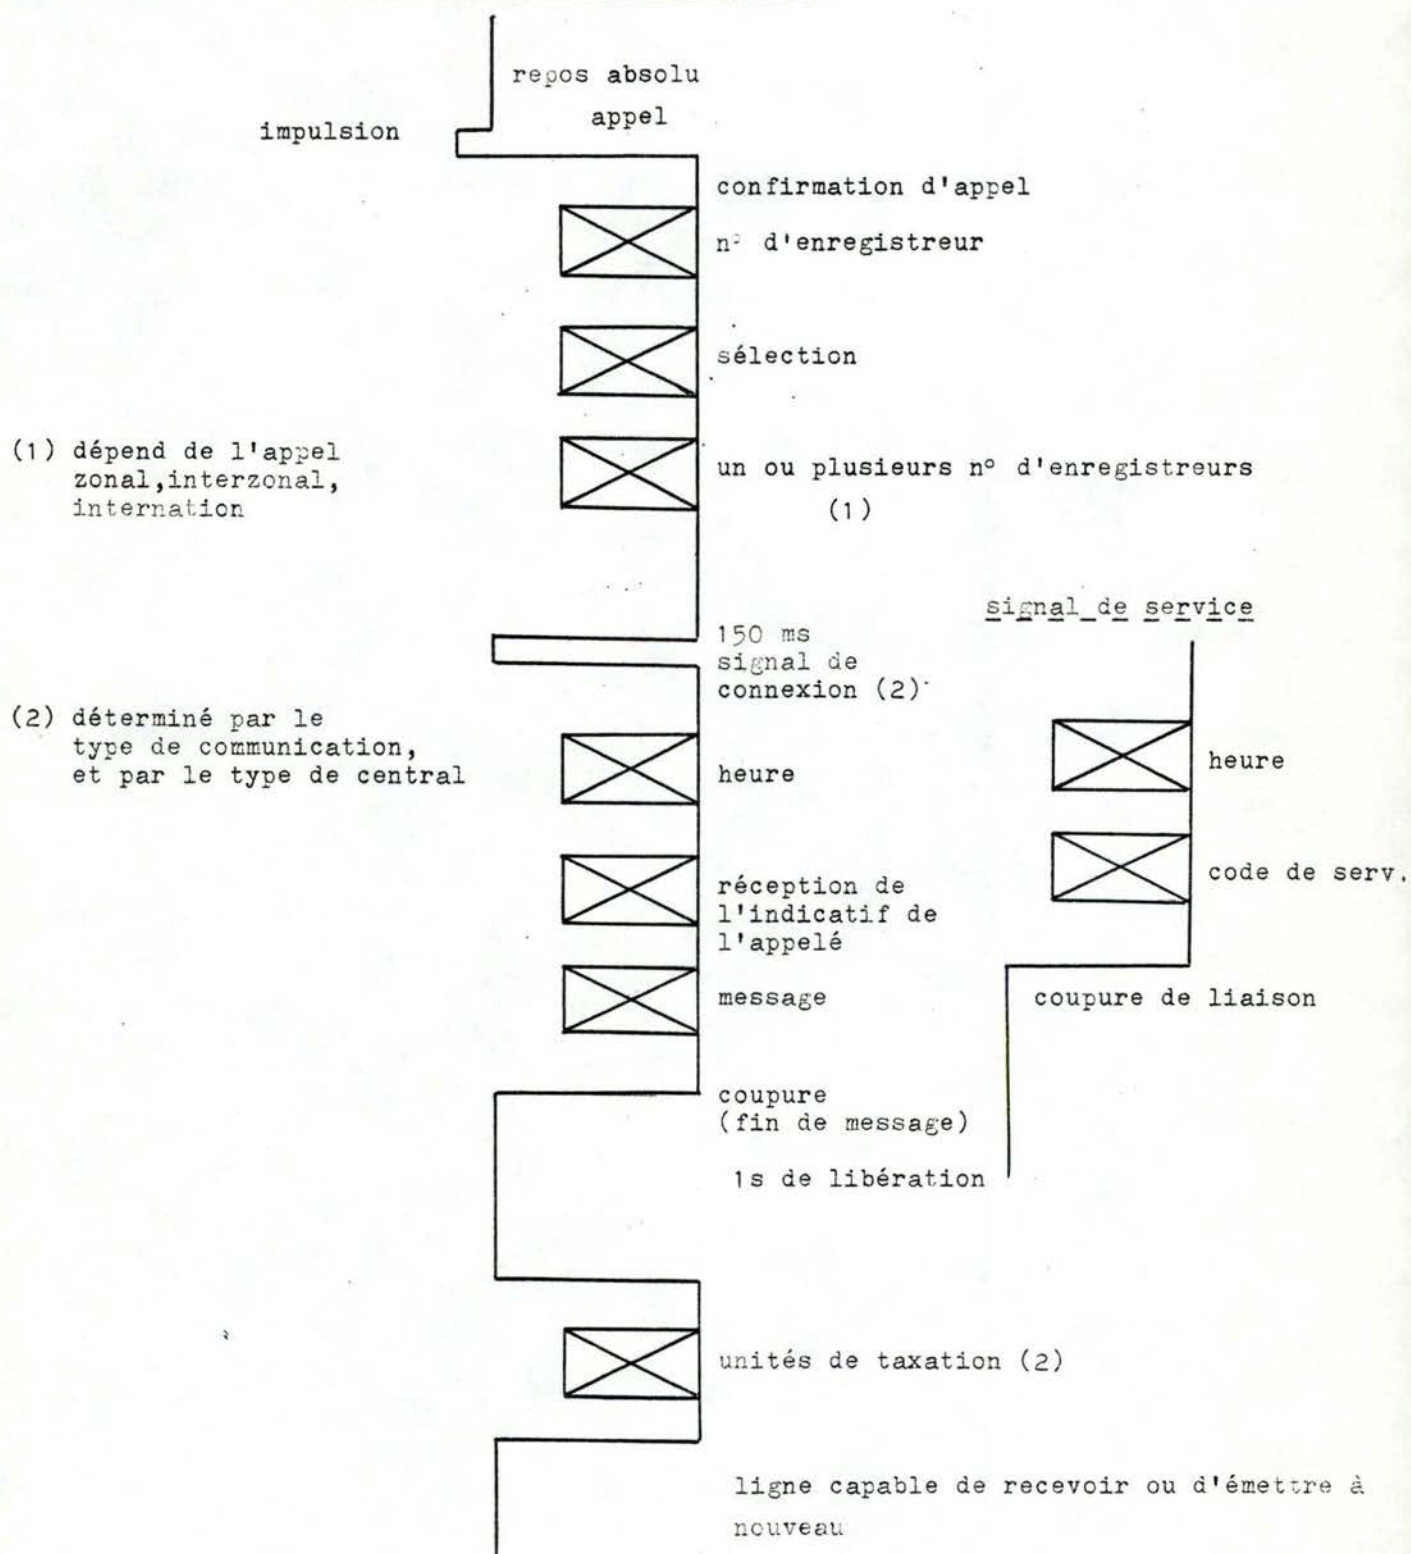 repos absolu
appel
impulsion
confirmation d'appel
nº d'enregistreur
sélection
(1) dépend de l'appel
zonal,interzonal,
internation
un ou plusieurs nº d'enregistreurs
(1)
signal de service
150 ms
signal de
connexion (2)
(2) déterminé par le
type de communication,
et par le type de central
heure
heure
réception de
l'indicatif de
l'appelé
code de serv.
message
coupure de liaison
coupure
(fin de message)
1s de libération
unités de taxation (2)
ligne capable de recevoir ou d'émettre à
nouveau